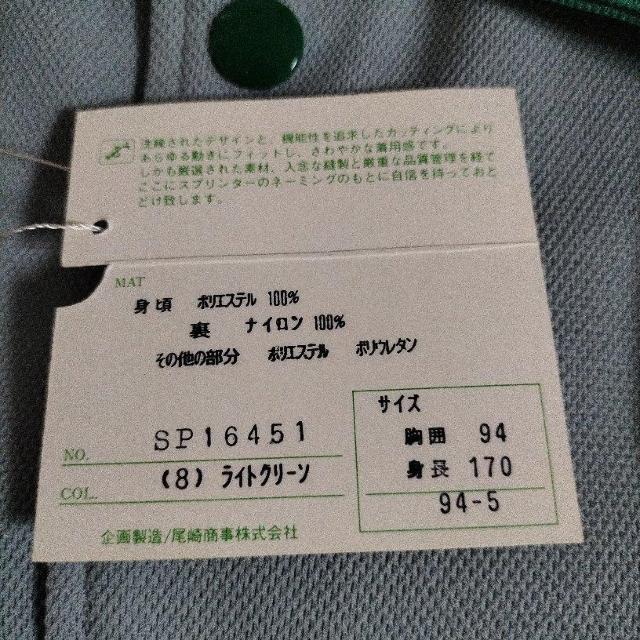 洗練されたデザインと、機能性を追求したカッティングにより
あらゆる動きにフィットし、さわやかな着用感です。
しかも厳選された素材、入念な縫製と厳重な品質管理を経て
ここにスプリンターのネーミングのもとに自信を持っておと
どけ致します。
MAT
身頃 ポリエステル 100%
裏 ナイロン 100%
その他の部分 ポリエステル ポリウレタン
サイズ
胸囲 94
身長 170
94-5
NO. SP16451
COL. (8) ライトグリーン
企画製造/尾崎商事株式会社